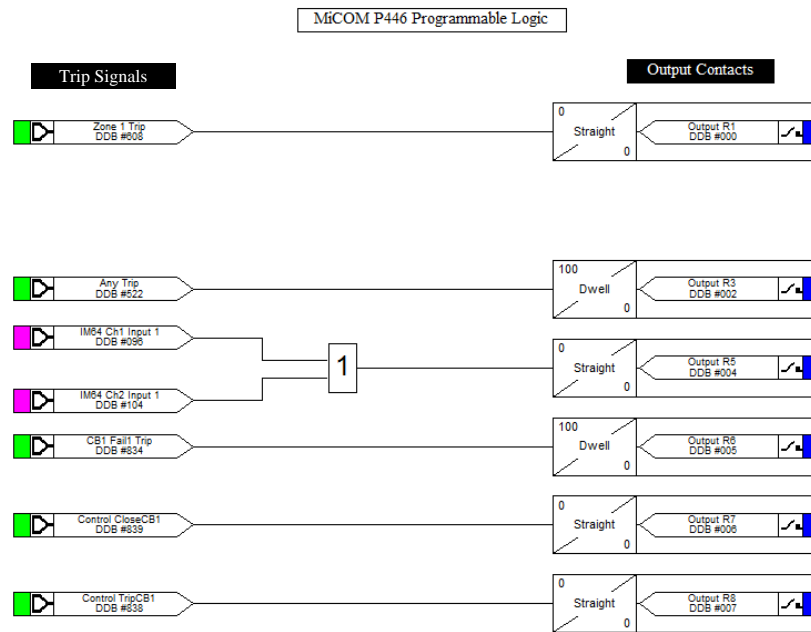 MiCOM P446 Programmable Logic
Trip Signals
Output Contacts
Zone 1 Trip
DDB #608
0
Straight
0
Output R1
DDB #000
Any Trip
DDB #522
100
Dwell
0
Output R3
DDB #002
IM64 Ch1 Input 1
DDB #096
IM64 Ch2 Input 1
DDB #104
1
0
Straight
0
Output R5
DDB #004
CB1 Fail1 Trip
DDB #834
100
Dwell
0
Output R6
DDB #005
Control CloseCB1
DDB #839
0
Straight
0
Output R7
DDB #006
Control TripCB1
DDB #838
0
Straight
0
Output R8
DDB #007